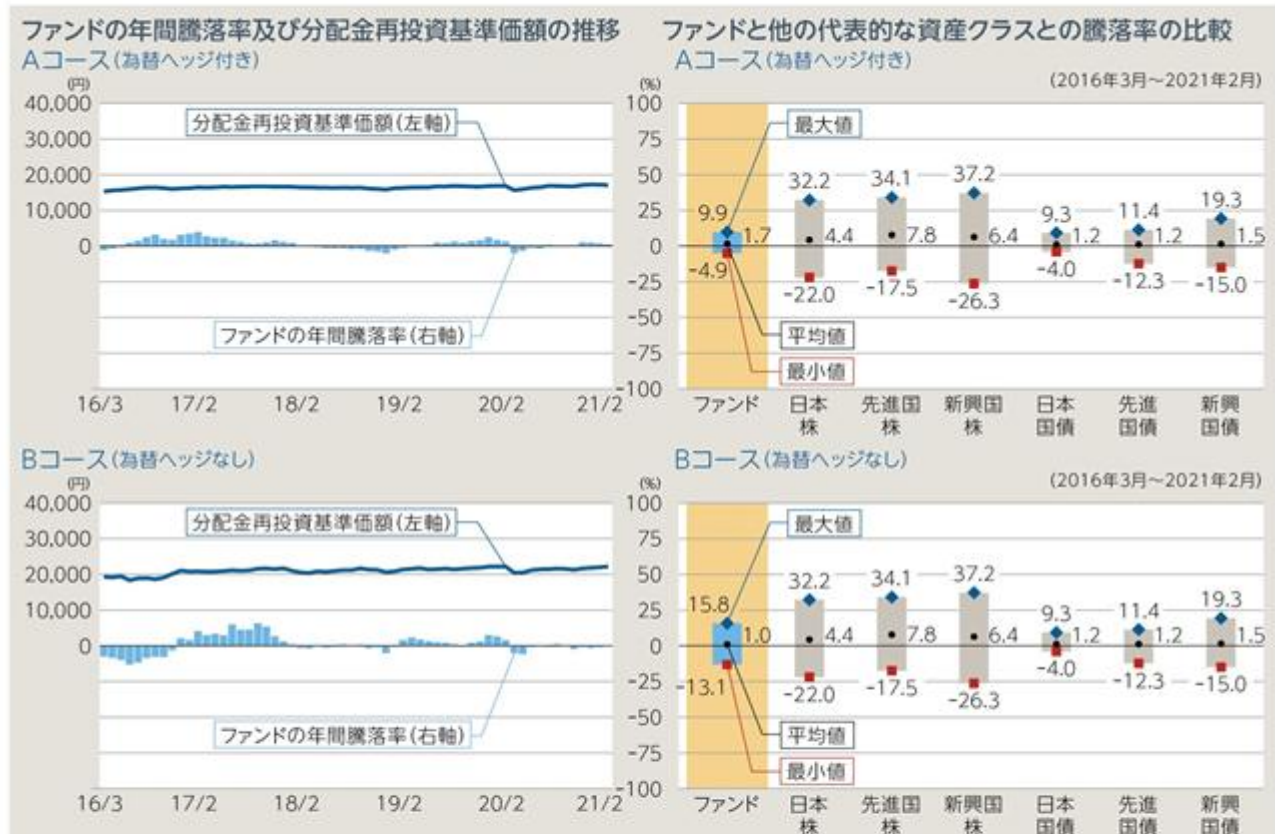 ファンドの年間騰落率及び分配金再投資基準価額の推移
Aコース(為替ヘッジ付き)
(円)
40,000
30,000
20,000
10,000
0
分配金再投資基準価額(左軸)
ファンドの年間騰落率(右軸)
16/3 17/2 18/2 19/2 20/2 21/2
ファンドと他の代表的な資産クラスとの騰落率の比較
Aコース(為替ヘッジ付き)
(2016年3月～2021年2月)
(%)
100
75
50
25
0
-25
-50
-75
-100
最大値
平均値
最小値
9.9 32.2 34.1 37.2 9.3 11.4 19.3
1.7 4.4 7.8 6.4 1.2 1.2 1.5
-4.9 -22.0 -17.5 -26.3 -4.0 -12.3 -15.0
ファンド 日本 先進国 新興国 日本 先進 新興
株 株 株 国債 国債 国債
Bコース(為替ヘッジなし)
(円)
40,000
30,000
20,000
10,000
0
分配金再投資基準価額(左軸)
ファンドの年間騰落率(右軸)
16/3 17/2 18/2 19/2 20/2 21/2
Bコース(為替ヘッジなし)
(2016年3月～2021年2月)
(%)
100
75
50
25
0
-25
-50
-75
-100
最大値
平均値
最小値
15.8 32.2 34.1 37.2 9.3 11.4 19.3
1.0 4.4 7.8 6.4 1.2 1.2 1.5
-13.1 -22.0 -17.5 -26.3 -4.0 -12.3 -15.0
ファンド 日本 先進国 新興国 日本 先進 新興
株 株 株 国債 国債 国債